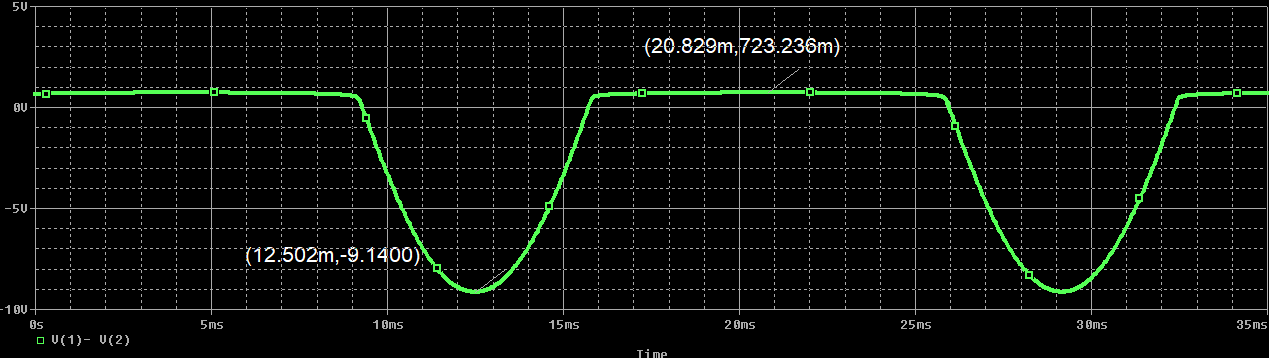 5V
(20.829m,723.236m)
0V
-5V
(12.502m,-9.1400)
-10V
0s 5ms 10ms 15ms 20ms 25ms 30ms 35ms
V(1)- V(2)
Time